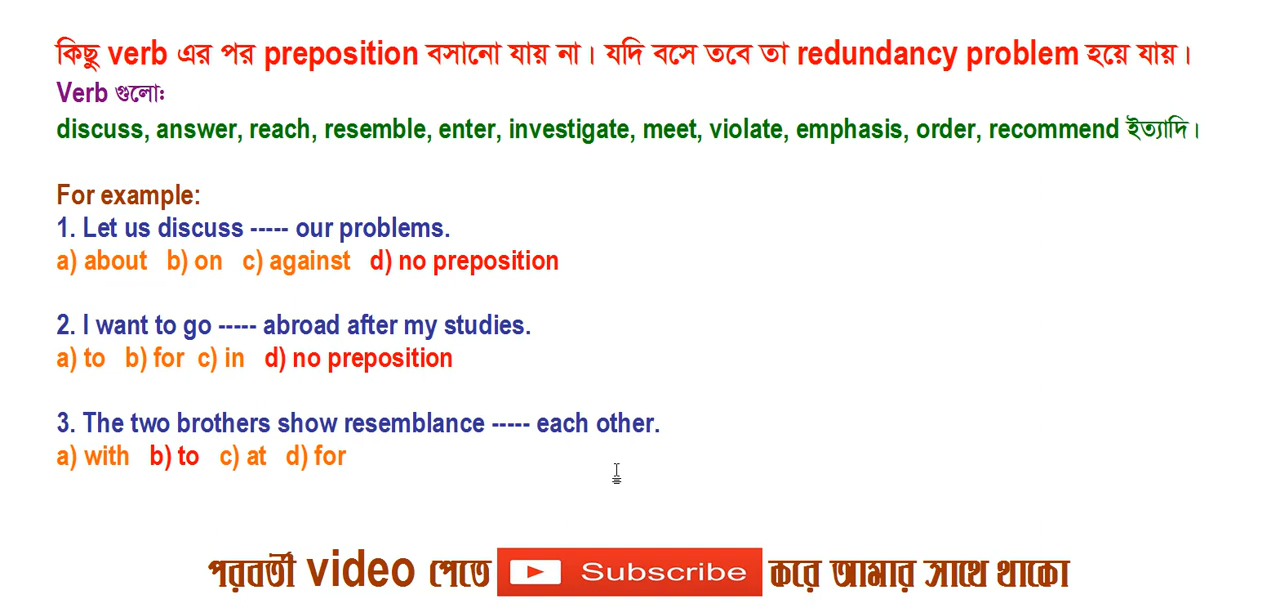 কিছু verb এর পর preposition বসানো যায় না। যদি বসে তবে তা redundancy problem হয়ে যায়।
Verb গুলোঃ
discuss, answer, reach, resemble, enter, investigate, meet, violate, emphasis, order, recommend ইত্যাদি।
For example:
1. Let us discuss ----- our problems.
a) about b) on c) against d) no preposition
2. I want to go ----- abroad after my studies.
a) to b) for c) in d) no preposition
3. The two brothers show resemblance ----- each other.
a) with b) to c) at d) for
পরবর্তী video পেতে Subscribe করে আমার সাথে থাকো